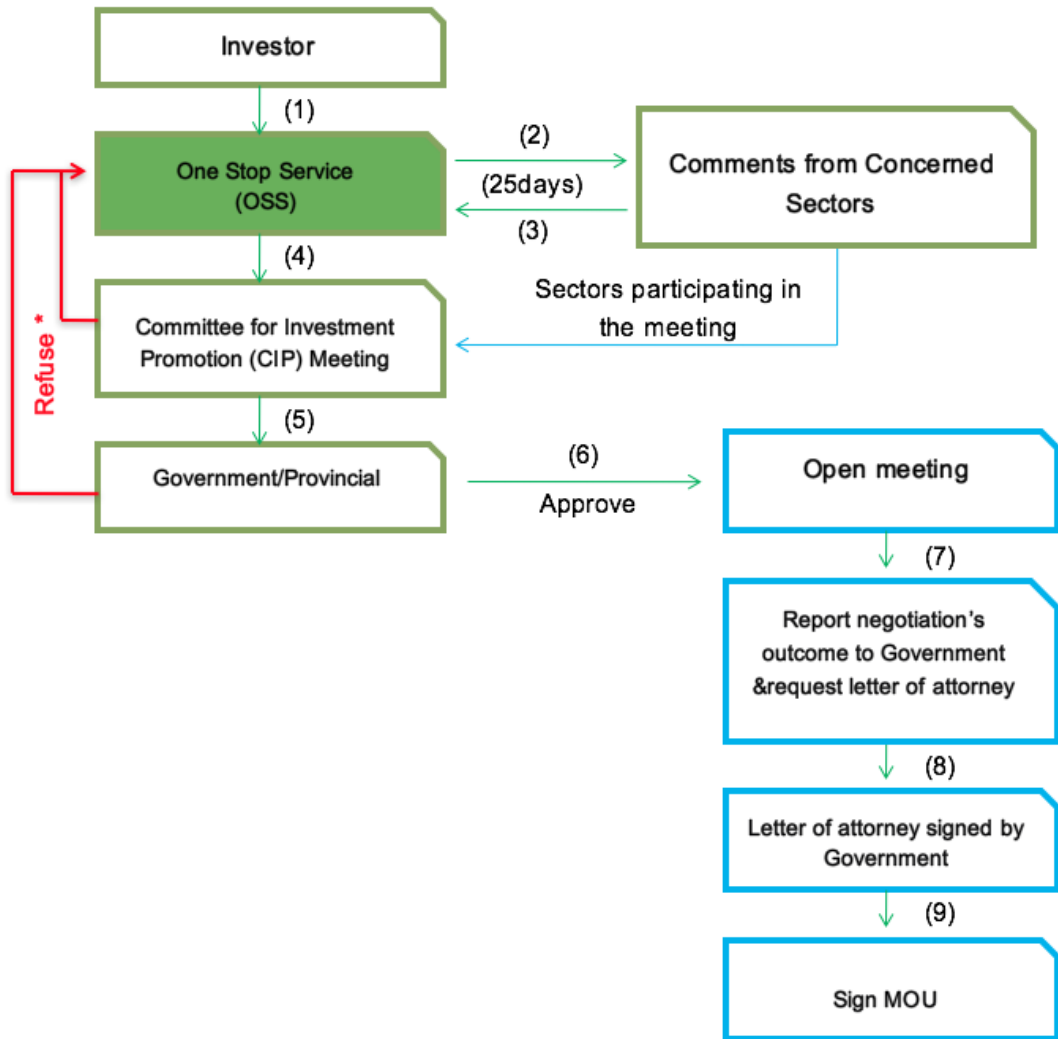 Investor
(1)
One Stop Service
(OSS)
(2)
(25days)
(3)
Comments from Concerned
Sectors
(4)
Sectors participating in
the meeting
Committee for Investment
Promotion (CIP) Meeting
Refuse *
(5)
Government/Provincial
(6)
Approve
Open meeting
(7)
Report negotiation’s
outcome to Government
&request letter of attorney
(8)
Letter of attorney signed by
Government
(9)
Sign MOU